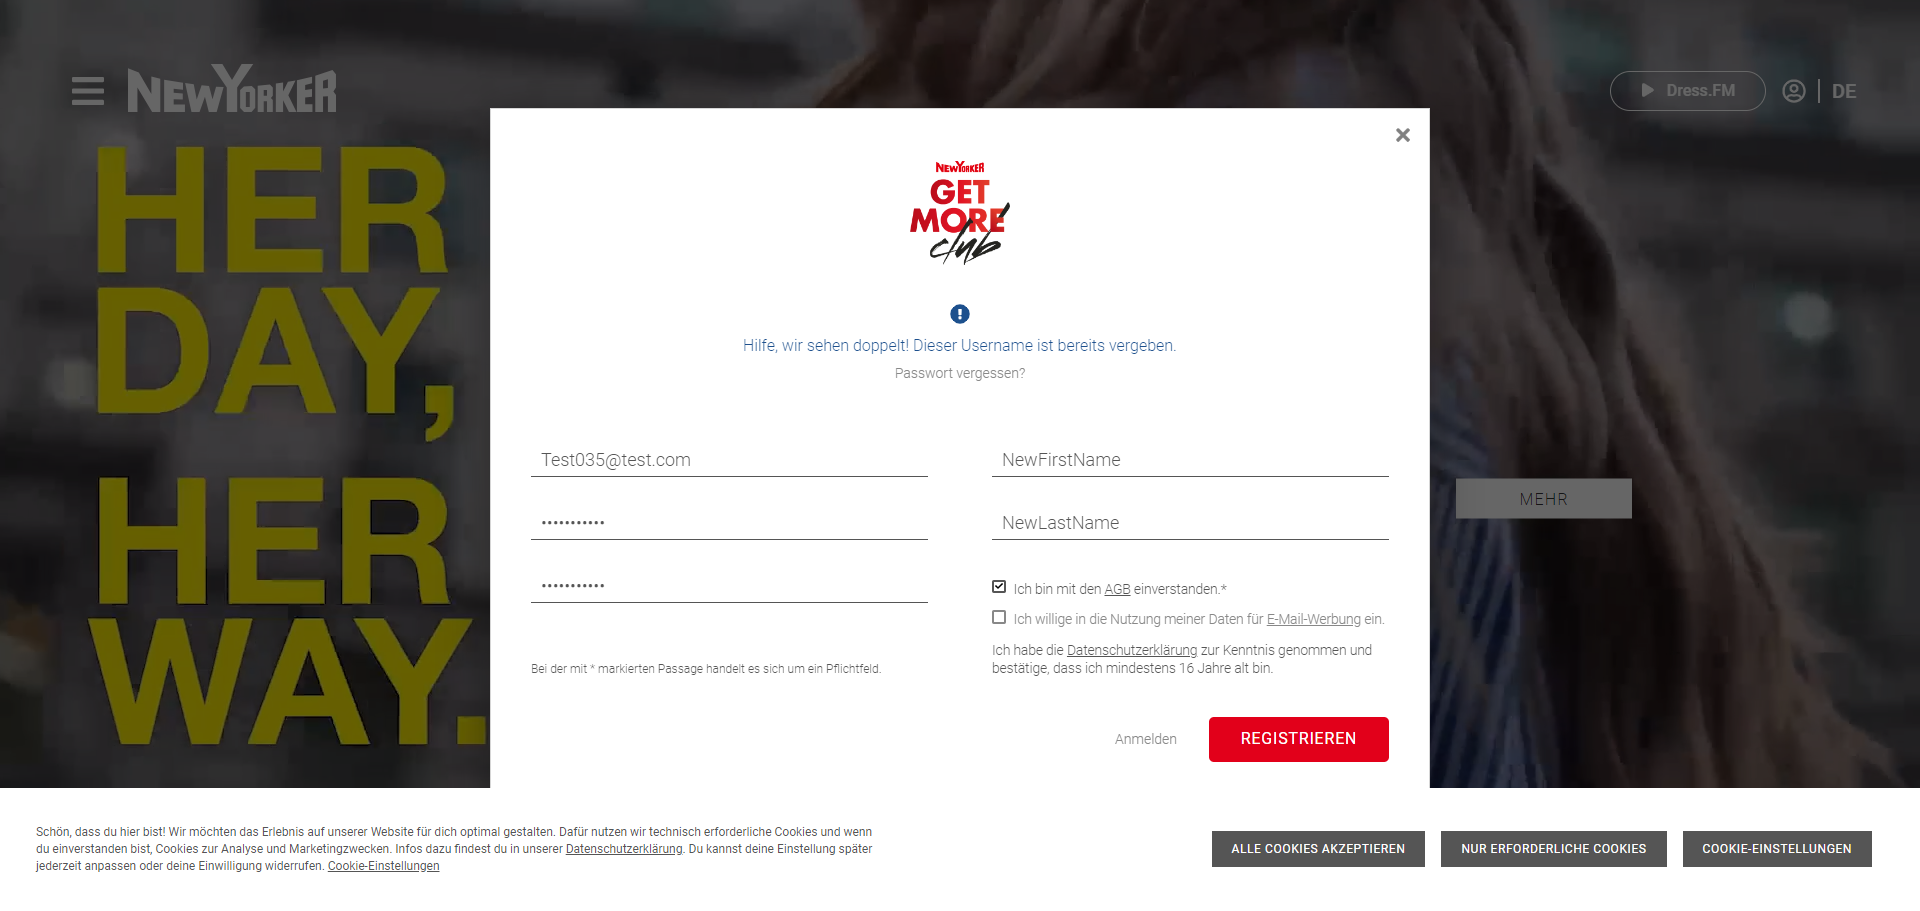 NEWYORKER
Dress.FM
DE
HER
DAY,
HER
WAY.
MEHR
NEWYORKER
GET
MORE
club
Hilfe, wir sehen doppelt! Dieser Username ist bereits vergeben.
Passwort vergessen?
Test035@test.com
NewFirstName
•••••••••••
NewLastName
•••••••••••
Ich bin mit den AGB einverstanden.*
Ich willige in die Nutzung meiner Daten für E-Mail-Werbung ein.
Ich habe die Datenschutzerklärung zur Kenntnis genommen und
bestätige, dass ich mindestens 16 Jahre alt bin.
Bei der mit * markierten Passage handelt es sich um ein Pflichtfeld.
Anmelden
REGISTRIEREN
Schön, dass du hier bist! Wir möchten das Erlebnis auf unserer Website für dich optimal gestalten. Dafür nutzen wir technisch erforderliche Cookies und wenn
du einverstanden bist, Cookies zur Analyse und Marketingzwecken. Infos dazu findest du in unserer Datenschutzerklärung. Du kannst deine Einstellung später
jederzeit anpassen oder deine Einwilligung widerrufen. Cookie-Einstellungen
ALLE COOKIES AKZEPTIEREN
NUR ERFORDERLICHE COOKIES
COOKIE-EINSTELLUNGEN